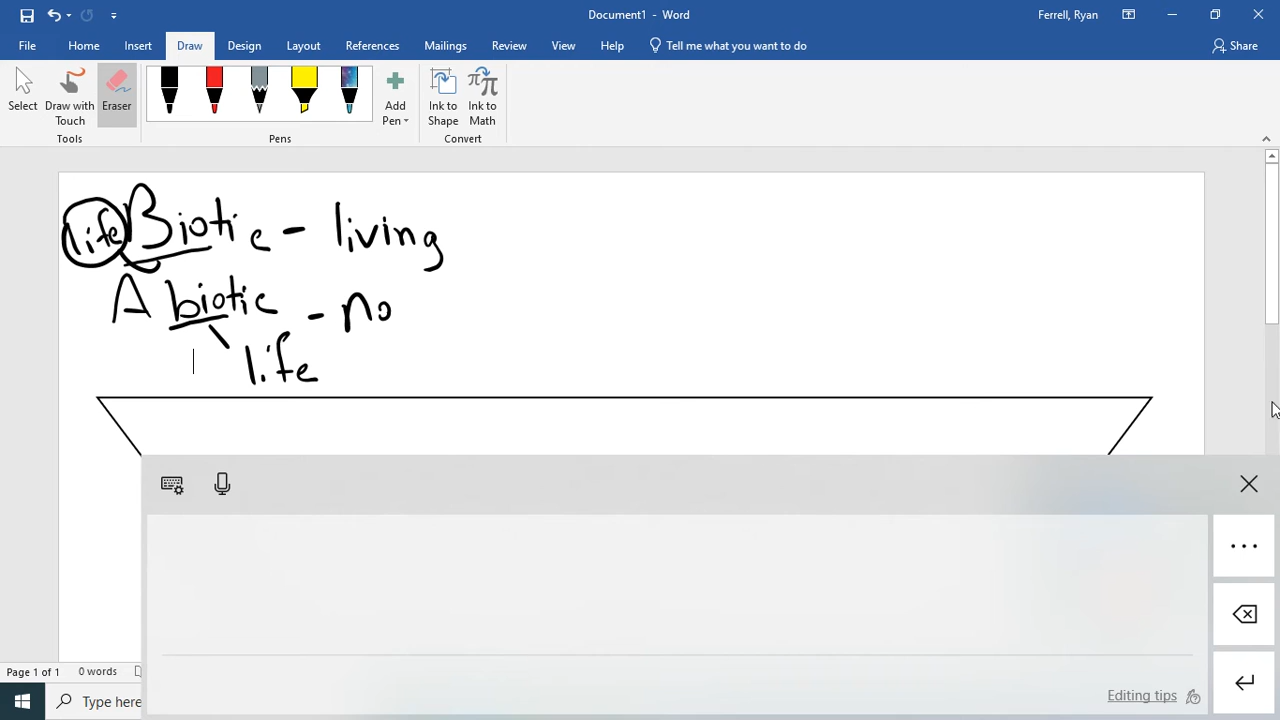 Document1 - Word
Ferrell, Ryan
File Home Insert Draw Design Layout References Mailings Review View Help Tell me what you want to do Share
Select
Draw with Touch
Eraser
Add Pen
Ink to Shape
Ink to Math
Tools
Pens
Convert
life Biotic - living
Abiotic - no
life
Editing tips
Page 1 of 1 0 words
Type here